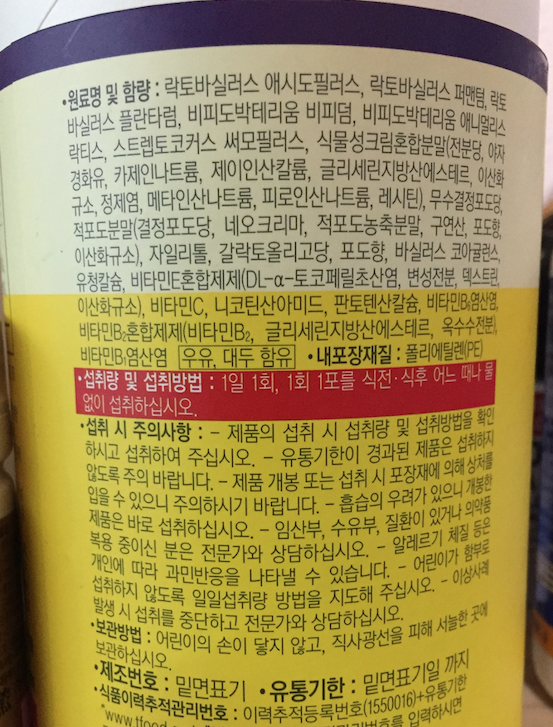 •원료명 및 함량 : 락토바실러스 애시도필러스, 락토바실러스 퍼맨텀, 락토
바실러스 플란타럼, 비피도박테리움 비피덤, 비피도박테리움 애니멀리스
락티스, 스트렙토코커스 써모필러스, 식물성크림혼합분말(전분당, 야자
경화유, 카제인나트륨, 제이인산칼륨, 글리세린지방산에스테르, 이산화
규소, 정제염, 메타인산나트륨, 피로인산나트륨, 레시틴), 무수결정포도당,
적포도분말(결정포도당, 네오크리마, 적포도농축분말, 구연산, 포도향,
이산화규소), 자일리톨, 갈락토올리고당, 포도향, 바실러스 코아귤런스,
유청칼슘, 비타민E혼합제제(DL-α-토코페릴초산염, 변성전분, 덱스트린,
이산화규소), 비타민C, 니코틴산아미드, 판토텐산칼슘, 비타민B₆염산염,
비타민B₂혼합제제(비타민B₂, 글리세린지방산에스테르, 옥수수전분),
비타민B₁염산염 우유, 대두 함유 •내포장재질 : 폴리에틸렌(PE)
•섭취량 및 섭취방법 : 1일 1회, 1회 1포를 식전·식후 어느 때나 물
없이 섭취하십시오.
•섭취 시 주의사항 : - 제품의 섭취 시 섭취량 및 섭취방법을 확인
하시고 섭취하여 주십시오. - 유통기한이 경과된 제품은 섭취하지
않도록 주의 바랍니다. - 제품 개봉 또는 섭취 시 포장재에 의해 상처를
입을 수 있으니 주의하시기 바랍니다. - 흡습의 우려가 있으니 개봉한
제품은 바로 섭취하십시오. - 임산부, 수유부, 질환이 있거나 의약품
복용 중이신 분은 전문가와 상담하십시오. - 알레르기 체질 등은
개인에 따라 과민반응을 나타낼 수 있습니다. - 어린이가 함부로
섭취하지 않도록 일일섭취량 방법을 지도해 주십시오. - 이상사례
발생 시 섭취를 중단하고 전문가와 상담하십시오.
•보관방법 : 어린이의 손이 닿지 않고, 직사광선을 피해 서늘한 곳에
보관하십시오.
•제조번호 : 밑면표기 •유통기한 : 밑면표기일 까지
•식품이력추적관리번호 : 이력추적등록번호(1550016)+유통기한
"www.tfood.